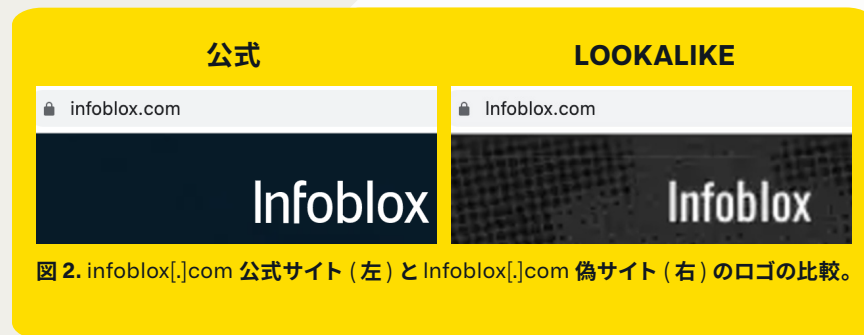 公式
LOOKALIKE
infoblox.com
lnfoblox.com
Infoblox
Infoblox
図 2. infoblox[.]com 公式サイト ( 左 ) と lnfoblox[.]com 偽サイト ( 右 ) のロゴの比較。